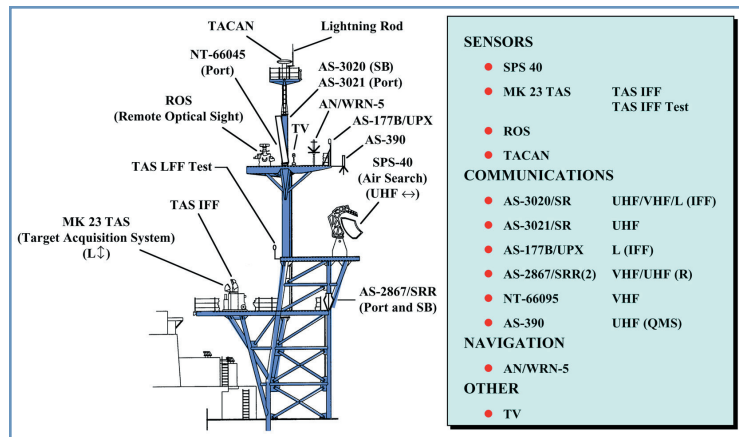 TACAN
Lightning Rod
NT-66045
(Port)
AS-3020 (SB)
AS-3021 (Port)
ROS
(Remote Optical Sight)
AN/WRN-5
TV
AS-177B/UPX
AS-390
TAS LFF Test
SPS-40
(Air Search)
(UHF ↔)
TAS IFF
MK 23 TAS
(Target Acquisition System)
(L↕)
AS-2867/SRR
(Port and SB)
SENSORS
SPS 40
MK 23 TAS TAS IFF
TAS IFF Test
ROS
TACAN
COMMUNICATIONS
AS-3020/SR UHF/VHF/L (IFF)
AS-3021/SR UHF
AS-177B/UPX L (IFF)
AS-2867/SRR(2) VHF/UHF (R)
NT-66095 VHF
AS-390 UHF (QMS)
NAVIGATION
AN/WRN-5
OTHER
TV